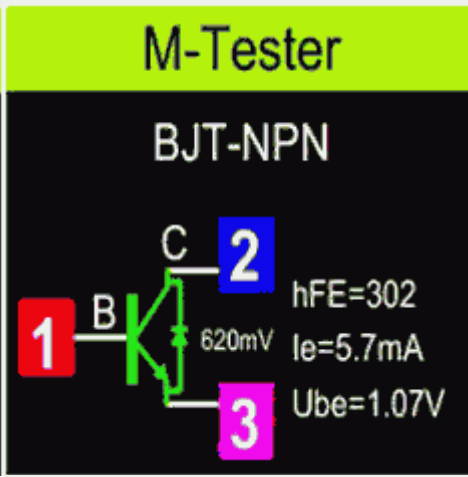 M-Tester
BJT-NPN
C
2
hFE=302
B
1
620mV
Ie=5.7mA
3
Ube=1.07V